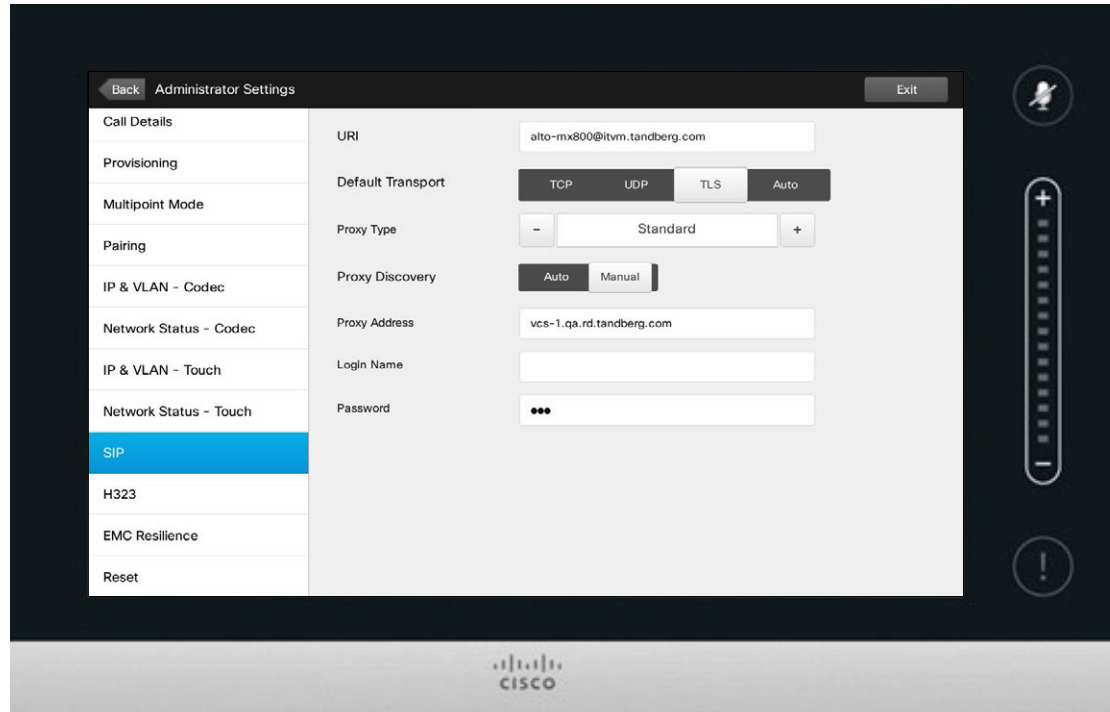 Back Administrator Settings Exit
Call Details
Provisioning
Multipoint Mode
Pairing
IP & VLAN - Codec
Network Status - Codec
IP & VLAN - Touch
Network Status - Touch
SIP
H323
EMC Resilience
Reset
URI alto-mx800@itvm.tandberg.com
Default Transport TCP UDP TLS Auto
Proxy Type - Standard +
Proxy Discovery Auto Manual
Proxy Address vcs-1.qa.rd.tandberg.com
Login Name
Password •••
+
-
!
CISCO